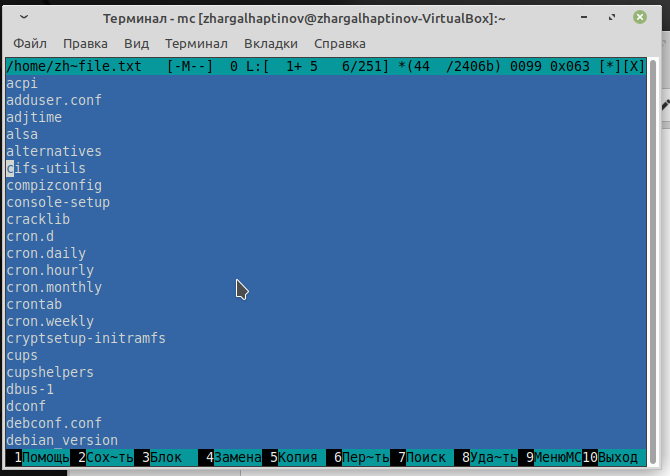 Терминал - mc [zhargalhaptinov@zhargalhaptinov-VirtualBox]:~
Файл Правка Вид Терминал Вкладки Справка
/home/zh~file.txt [-M--] 0 L:[ 1+ 5 6/251] *(44 /2406b) 0099 0x063 [*][X]
acpi
adduser.conf
adjtime
alsa
alternatives
cifs-utils
compizconfig
console-setup
cracklib
cron.d
cron.daily
cron.hourly
cron.monthly
crontab
cron.weekly
cryptsetup-initramfs
cups
cupshelpers
dbus-1
dconf
debconf.conf
debian_version
1Помощь 2Сох~ть 3Блок 4Замена 5Копия 6Пер~ть 7Поиск 8Уда~ть 9МенюMC 10Выход